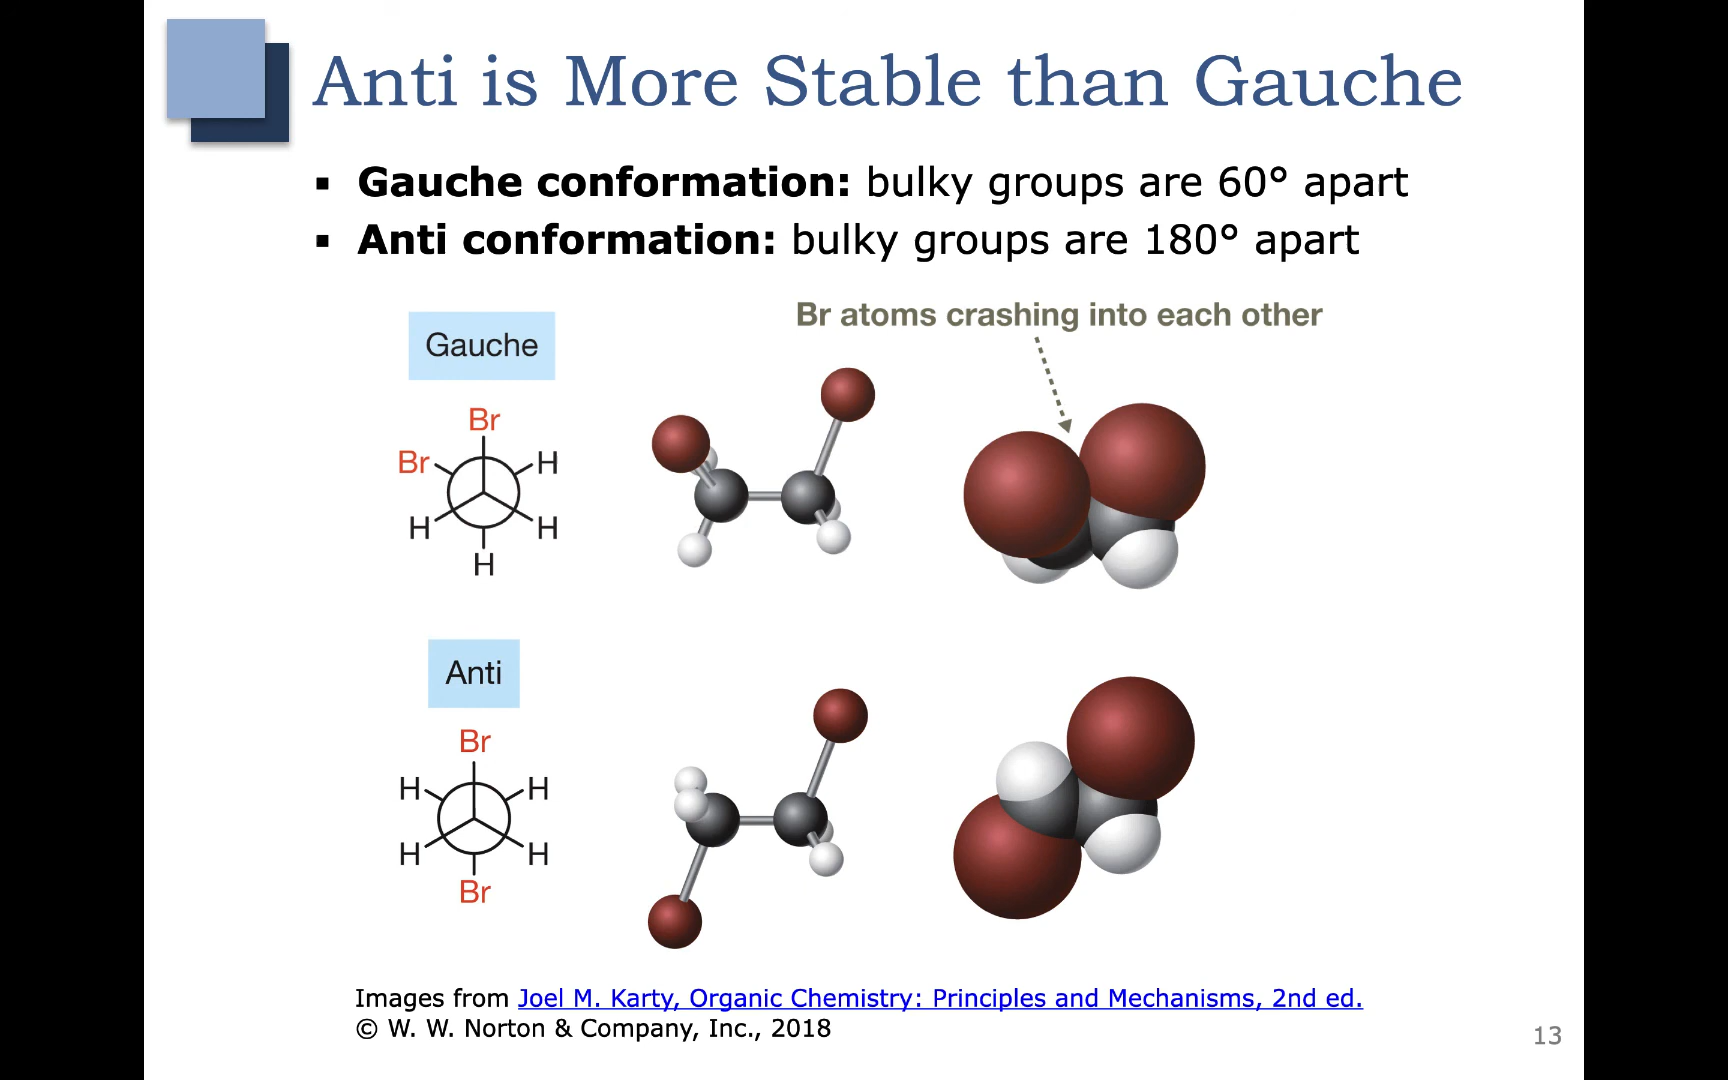 Anti is More Stable than Gauche
▪ Gauche conformation: bulky groups are 60° apart
▪ Anti conformation: bulky groups are 180° apart
Br atoms crashing into each other
Gauche
Br
Br H
H H
H
Anti
Br
H H
H H
Br
Images from Joel M. Karty, Organic Chemistry: Principles and Mechanisms, 2nd ed.
© W. W. Norton & Company, Inc., 2018
13